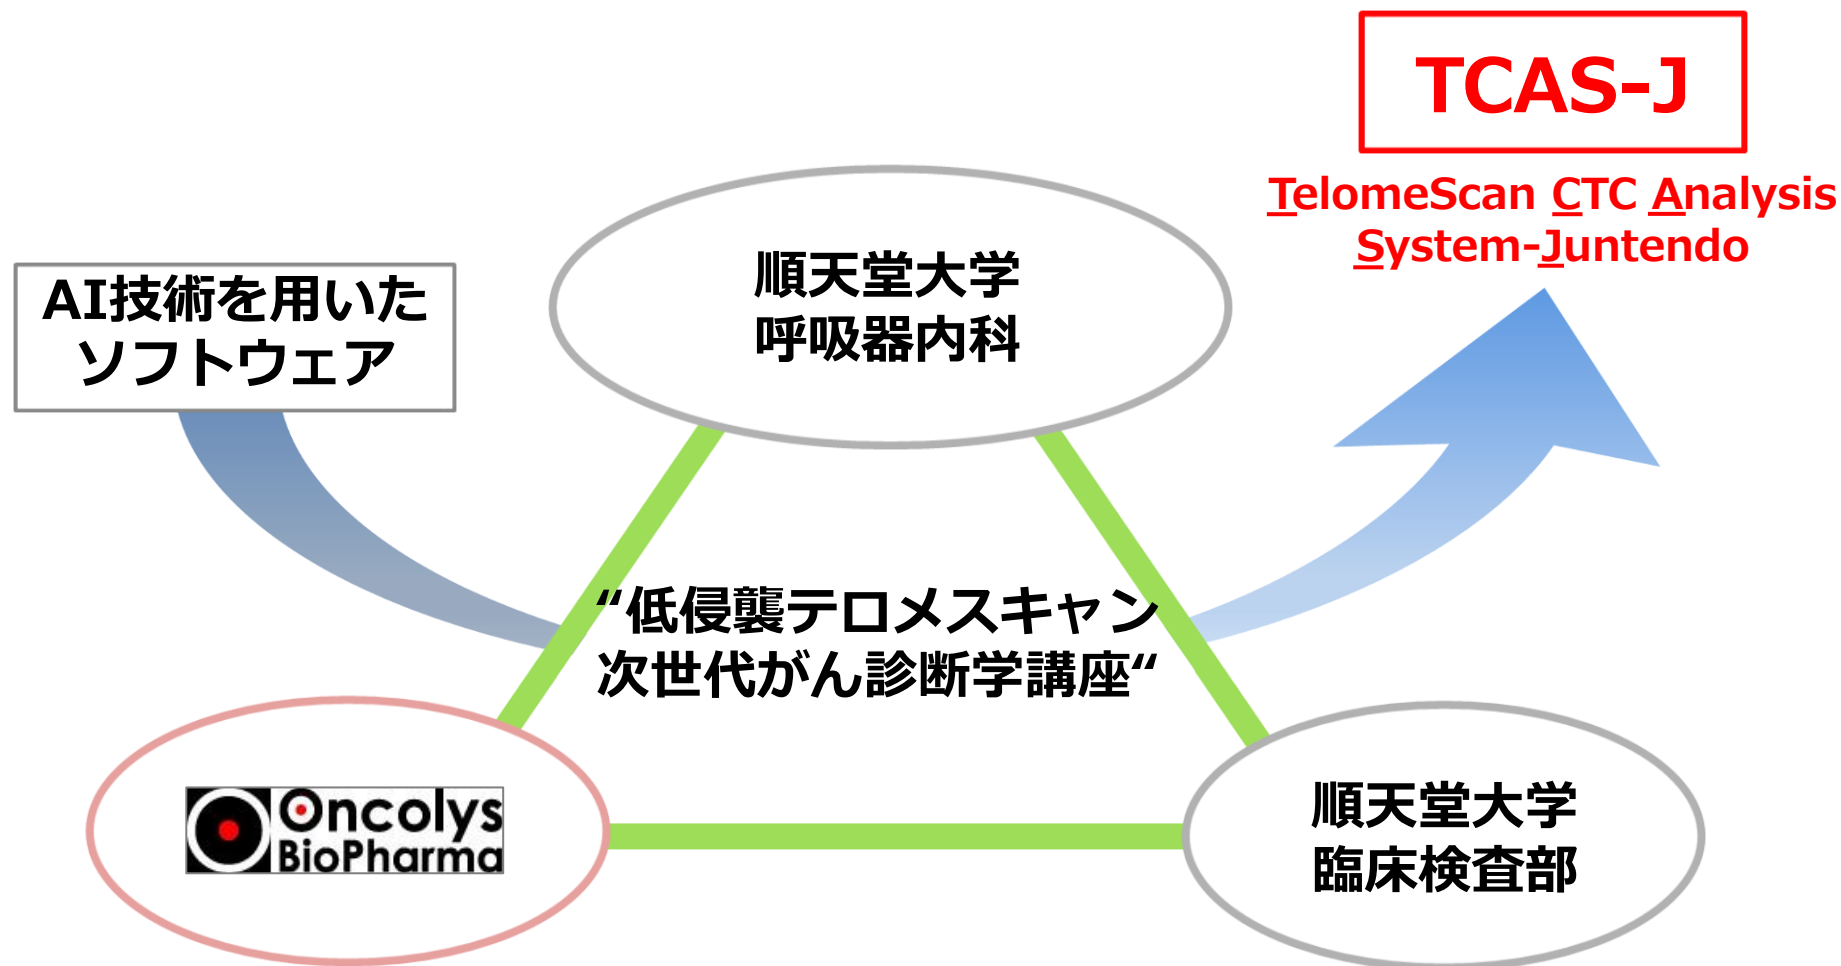 TCAS-J
TelomeScan CTC Analysis
System-Juntendo
AI技術を用いた
ソフトウェア
順天堂大学
呼吸器内科
“低侵襲テロメスキャン
次世代がん診断学講座“
Oncolys
BioPharma
順天堂大学
臨床検査部